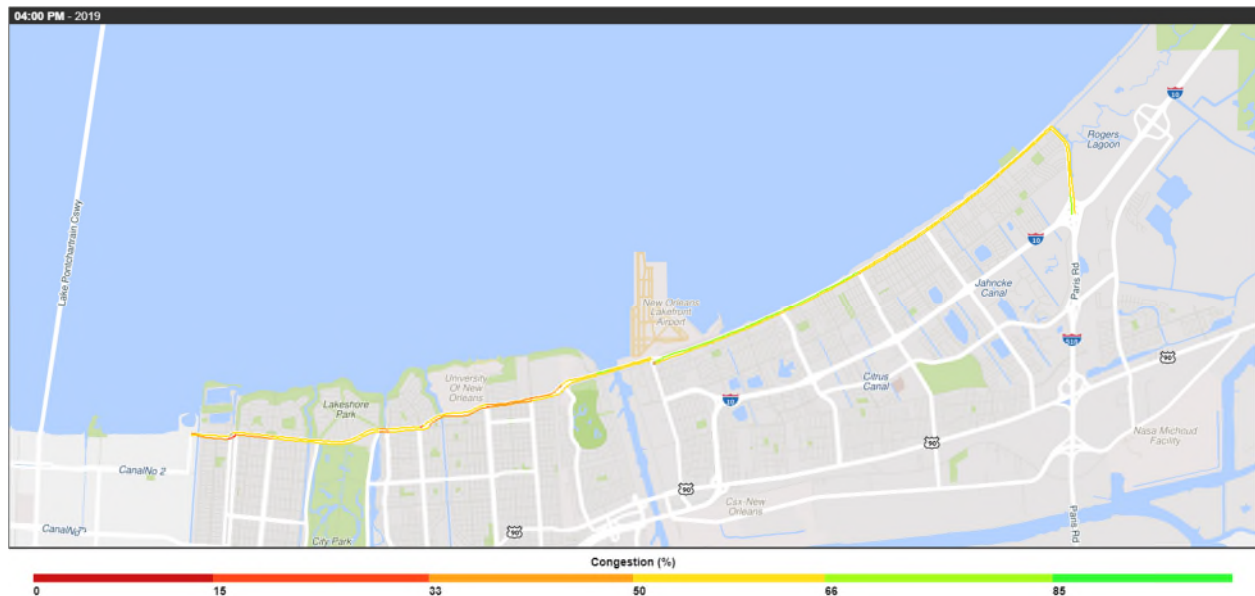 04:00 PM - 2019
10
Rogers
Lagoon
Lake Pontchartrain Cswy
10
Jahncke
Canal
Paris Rd
New Orleans
Lakefront
Airport
510
90
University
Of New
Orleans
Citrus
Canal
Lakeshore
Park
10
Nasa Michoud
Facility
90
CanalNo 2
90
Csx-New
Orleans
Paris Rd
90
City Park
Congestion (%)
0 15 33 50 66 85